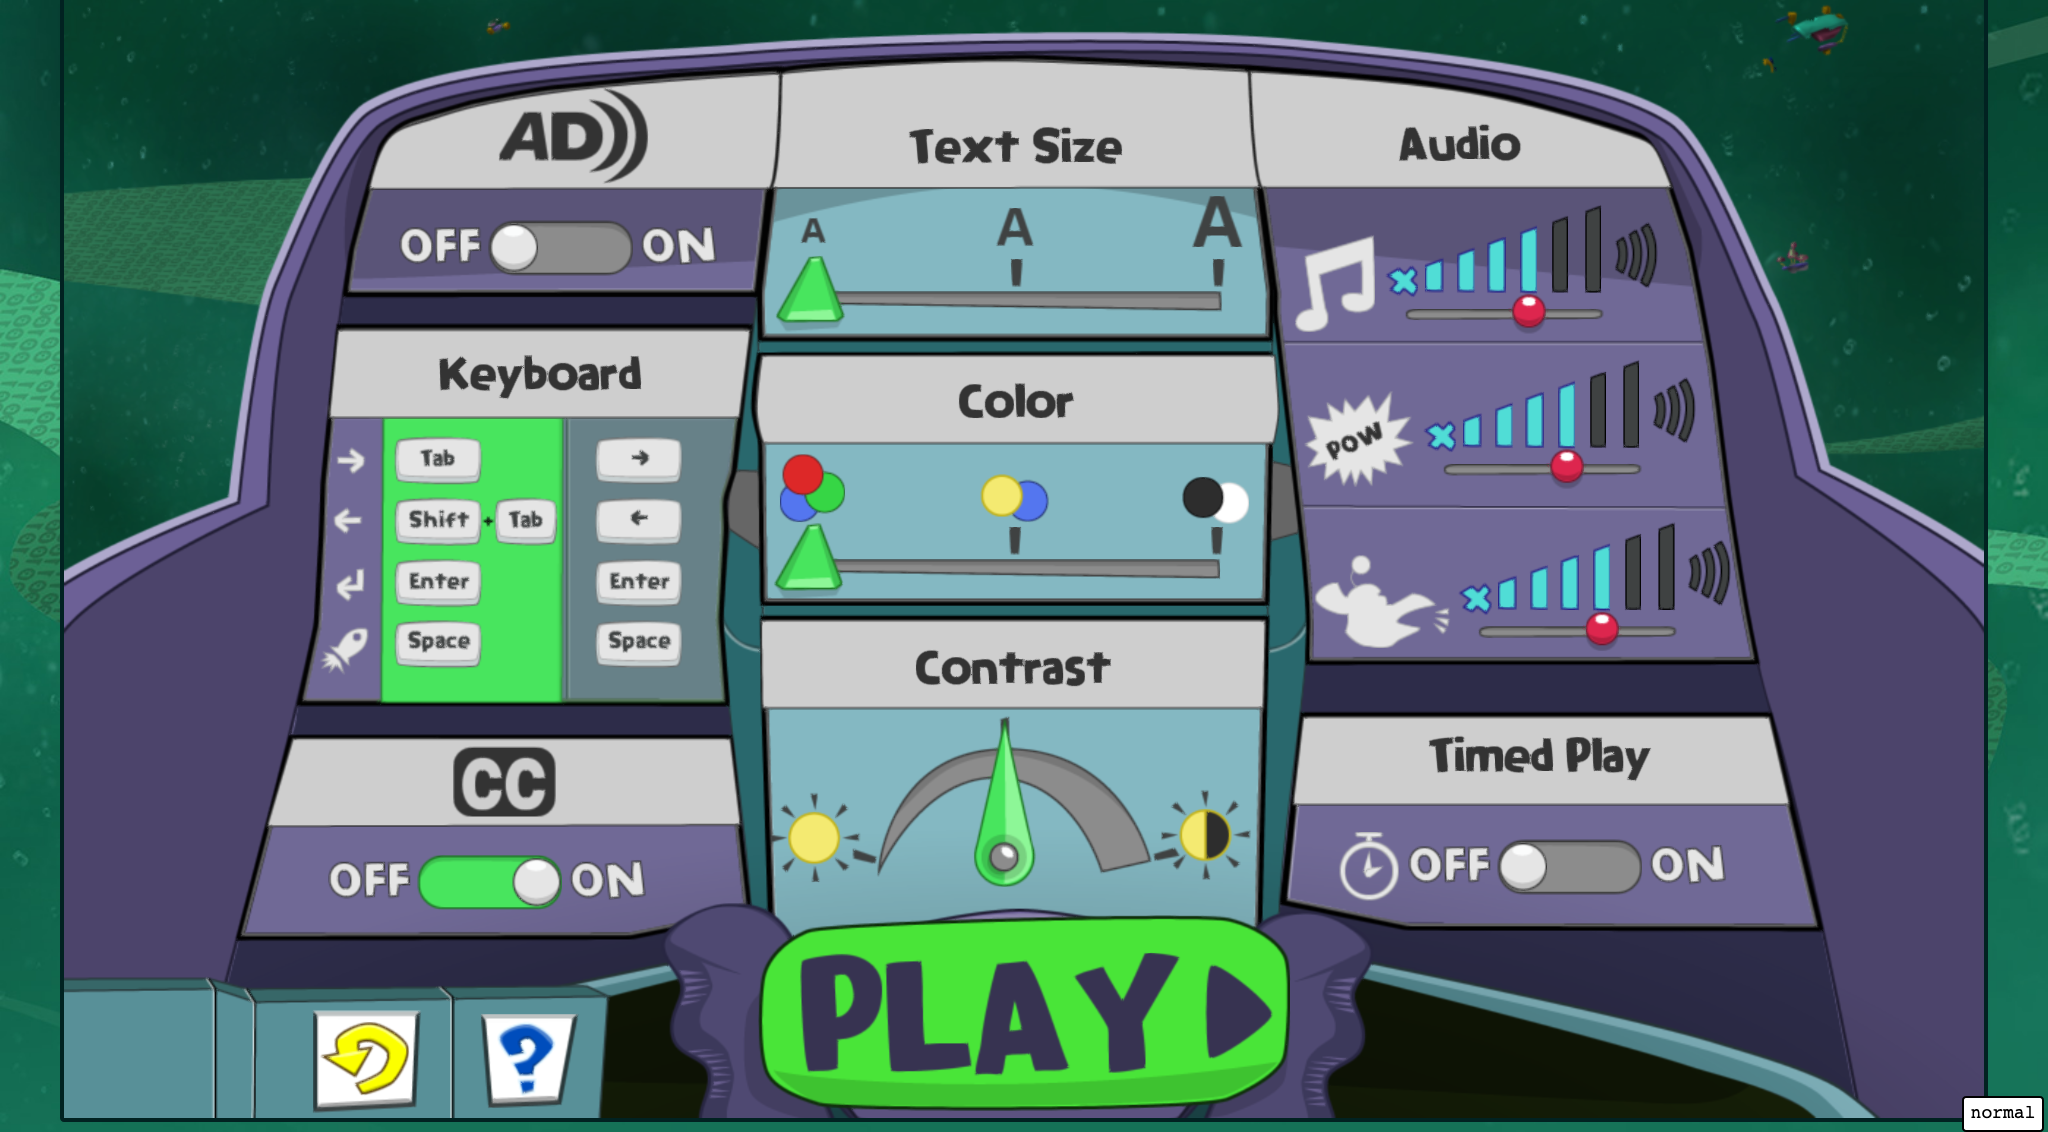 AD
OFF ON
Keyboard
Tab
Shift + Tab
Enter
Space
Enter
Space
CC
OFF ON
Text Size
A A A
Color
Contrast
Audio
POW
Timed Play
OFF ON
PLAY
?
normal